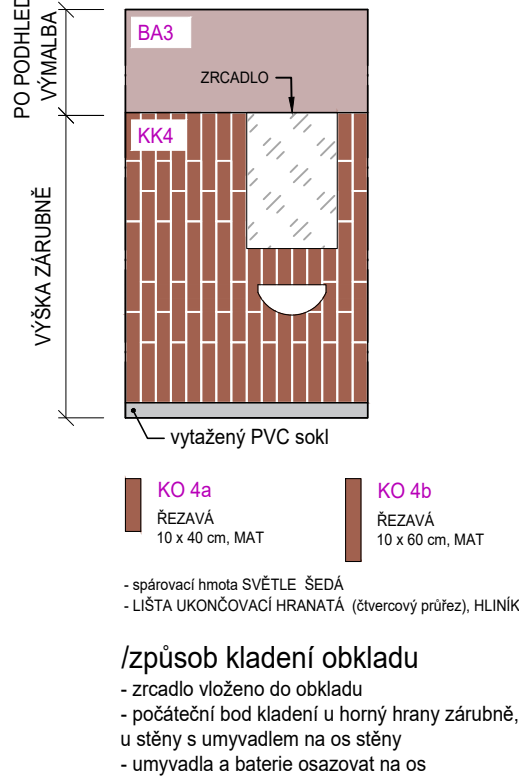 PO PODHLED
VÝMALBA
BA3
ZRCADLO
KK4
VÝŠKA ZÁRUBNĚ
vytažený PVC sokl
KO 4a
ŘEZAVÁ
10 x 40 cm, MAT
KO 4b
ŘEZAVÁ
10 x 60 cm, MAT
- spárovací hmota SVĚTLE ŠEDÁ
- LIŠTA UKONČOVACÍ HRANATÁ (čtvercový průřez), HLINÍK
/způsob kladení obkladu
- zrcadlo vloženo do obkladu
- počáteční bod kladení u horný hrany zárubně,
u stěny s umyvadlem na os stěny
- umyvadla a baterie osazovat na os